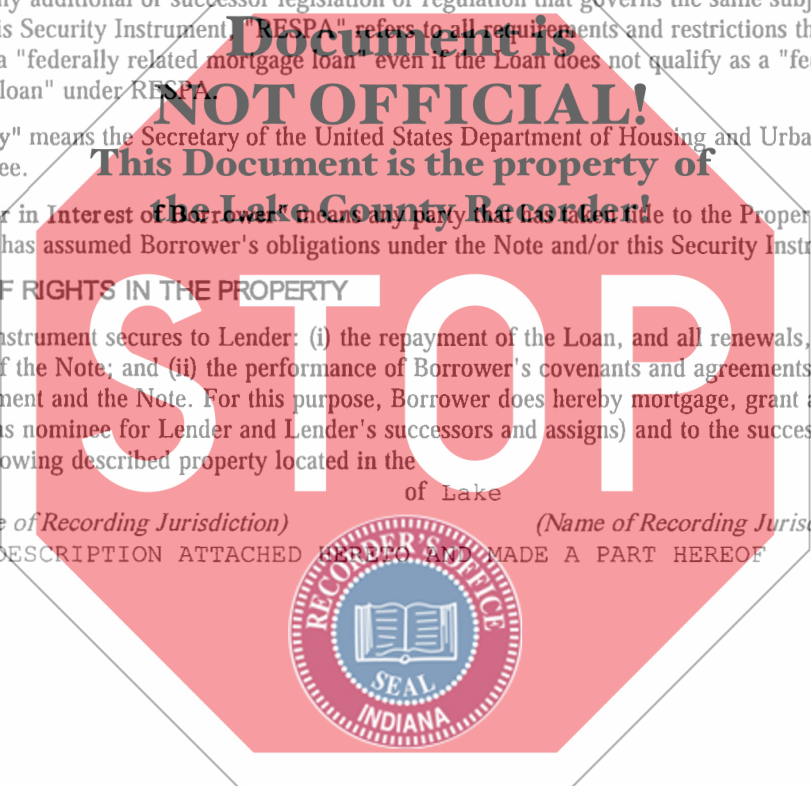 ny additional or successor legislation or regulation that governs the same subj
is Security Instrument, "RESPA" refers to all requirements and restrictions th
a "federally related mortgage loan" even if the Loan does not qualify as a "fe
loan" under RESPA.
Document is
NOT OFFICIAL!
This Document is the property of
the Lake County Recorder!
y" means the Secretary of the United States Department of Housing and Urba
ee.
r in Interest of Borrower" means any party that has taken title to the Proper
has assumed Borrower's obligations under the Note and/or this Security Instr
F RIGHTS IN THE PROPERTY
nstrument secures to Lender: (i) the repayment of the Loan, and all renewals,
f the Note; and (ii) the performance of Borrower's covenants and agreements
ment and the Note. For this purpose, Borrower does hereby mortgage, grant a
s nominee for Lender and Lender's successors and assigns) and to the succes
owing described property located in the
of Lake
e of Recording Jurisdiction) (Name of Recording Jurisd
DESCRIPTION ATTACHED HERETO AND MADE A PART HEREOF
STOP
RECORDER'S OFFICE
SEAL
INDIANA